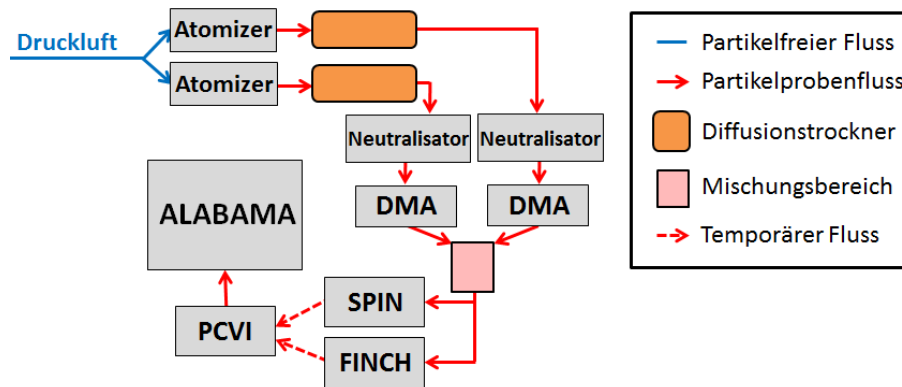 Druckluft
Atomizer
Atomizer
Neutralisator
Neutralisator
DMA
DMA
ALABAMA
SPIN
PCVI
FINCH
Partikelfreier Fluss
Partikelprobenfluss
Diffusionstrockner
Mischungsbereich
Temporärer Fluss